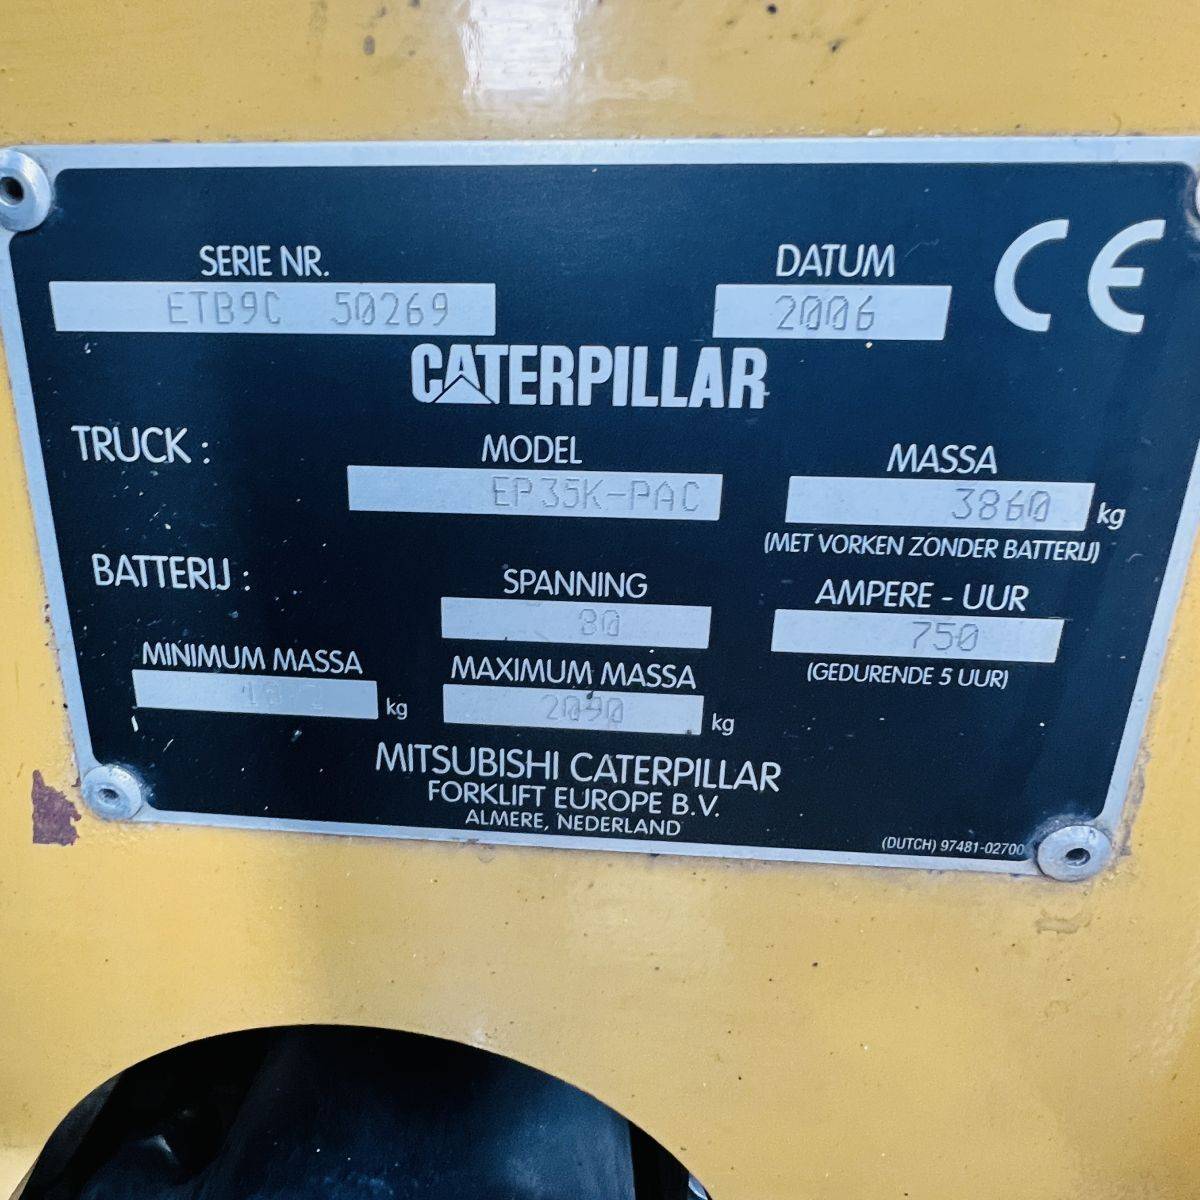 SERIE NR. DATUM CE
ETB9C 50269 2006
CATERPILLAR
TRUCK : MODEL MASSA
EP35K-PAC 3860 kg
(MET VORKEN ZONDER BATTERIJ)
BATTERIJ : SPANNING AMPERE - UUR
80 750
(GEDURENDE 5 UUR)
MINIMUM MASSA MAXIMUM MASSA
kg 2090 kg
MITSUBISHI CATERPILLAR
FORKLIFT EUROPE B.V.
ALMERE, NEDERLAND
(DUTCH) 97481-02700